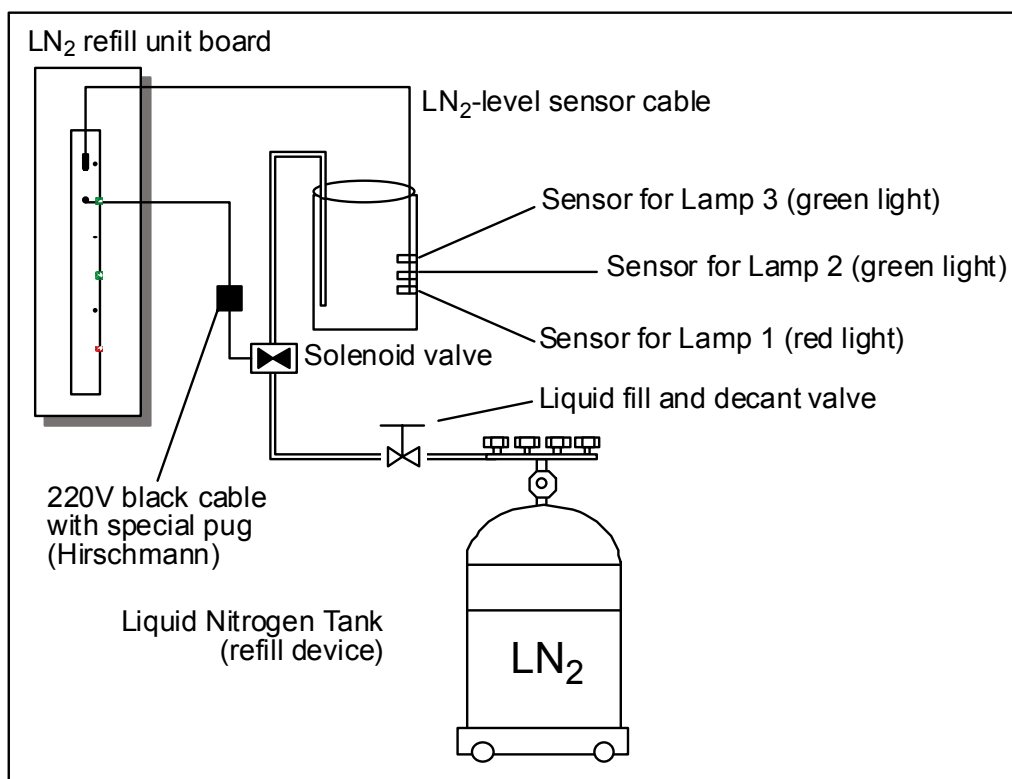 LN₂ refill unit board
LN₂-level sensor cable
Sensor for Lamp 3 (green light)
Sensor for Lamp 2 (green light)
Sensor for Lamp 1 (red light)
Solenoid valve
Liquid fill and decant valve
220V black cable
with special pug
(Hirschmann)
Liquid Nitrogen Tank
(refill device)
LN₂